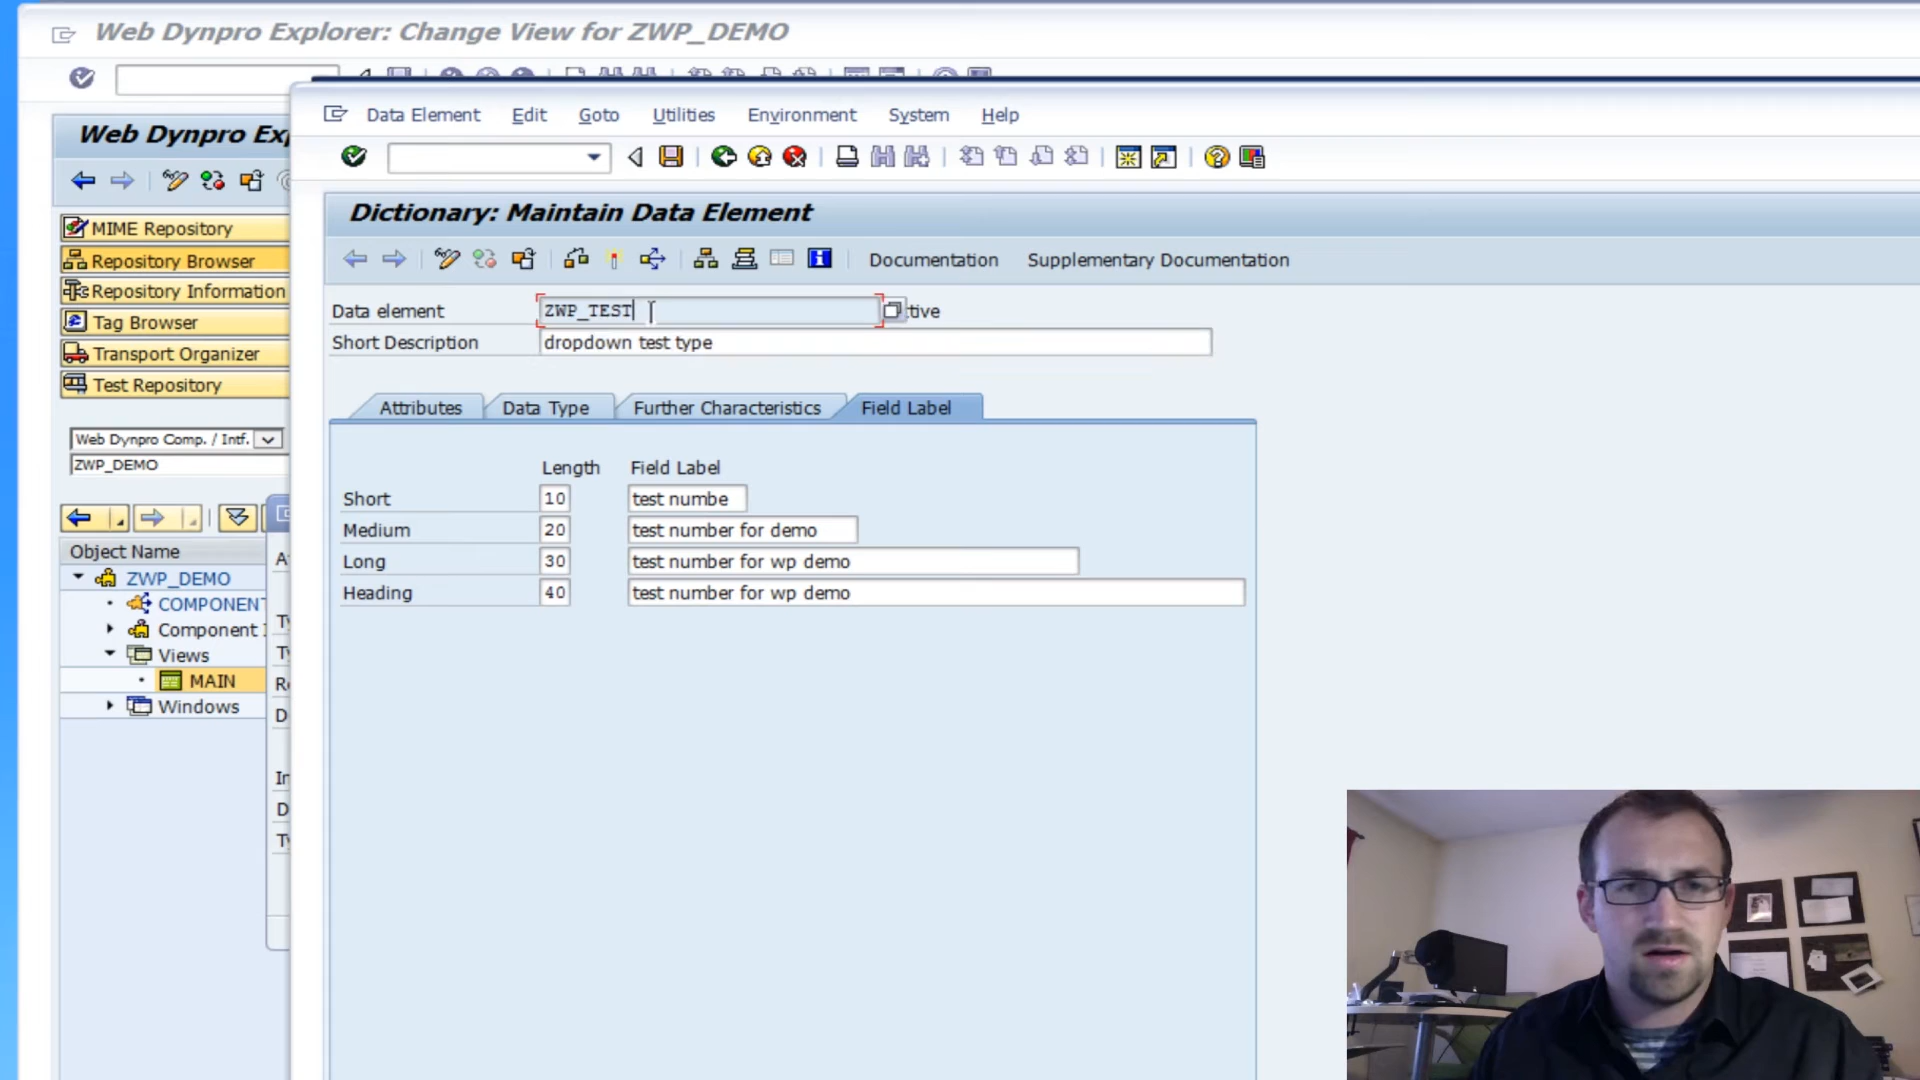 Web Dynpro Explorer: Change View for ZWP_DEMO
Data Element Edit Goto Utilities Environment System Help
Web Dynpro Ex
Dictionary: Maintain Data Element
MIME Repository
Repository Browser
Repository Information
Tag Browser
Transport Organizer
Test Repository
Web Dynpro Comp. / Intf.
ZWP_DEMO
Object Name
ZWP_DEMO
COMPONENT
Component
Views
MAIN
Windows
Documentation Supplementary Documentation
Data element ZWP_TEST tive
Short Description dropdown test type
Attributes Data Type Further Characteristics Field Label
Length Field Label
Short 10 test numbe
Medium 20 test number for demo
Long 30 test number for wp demo
Heading 40 test number for wp demo